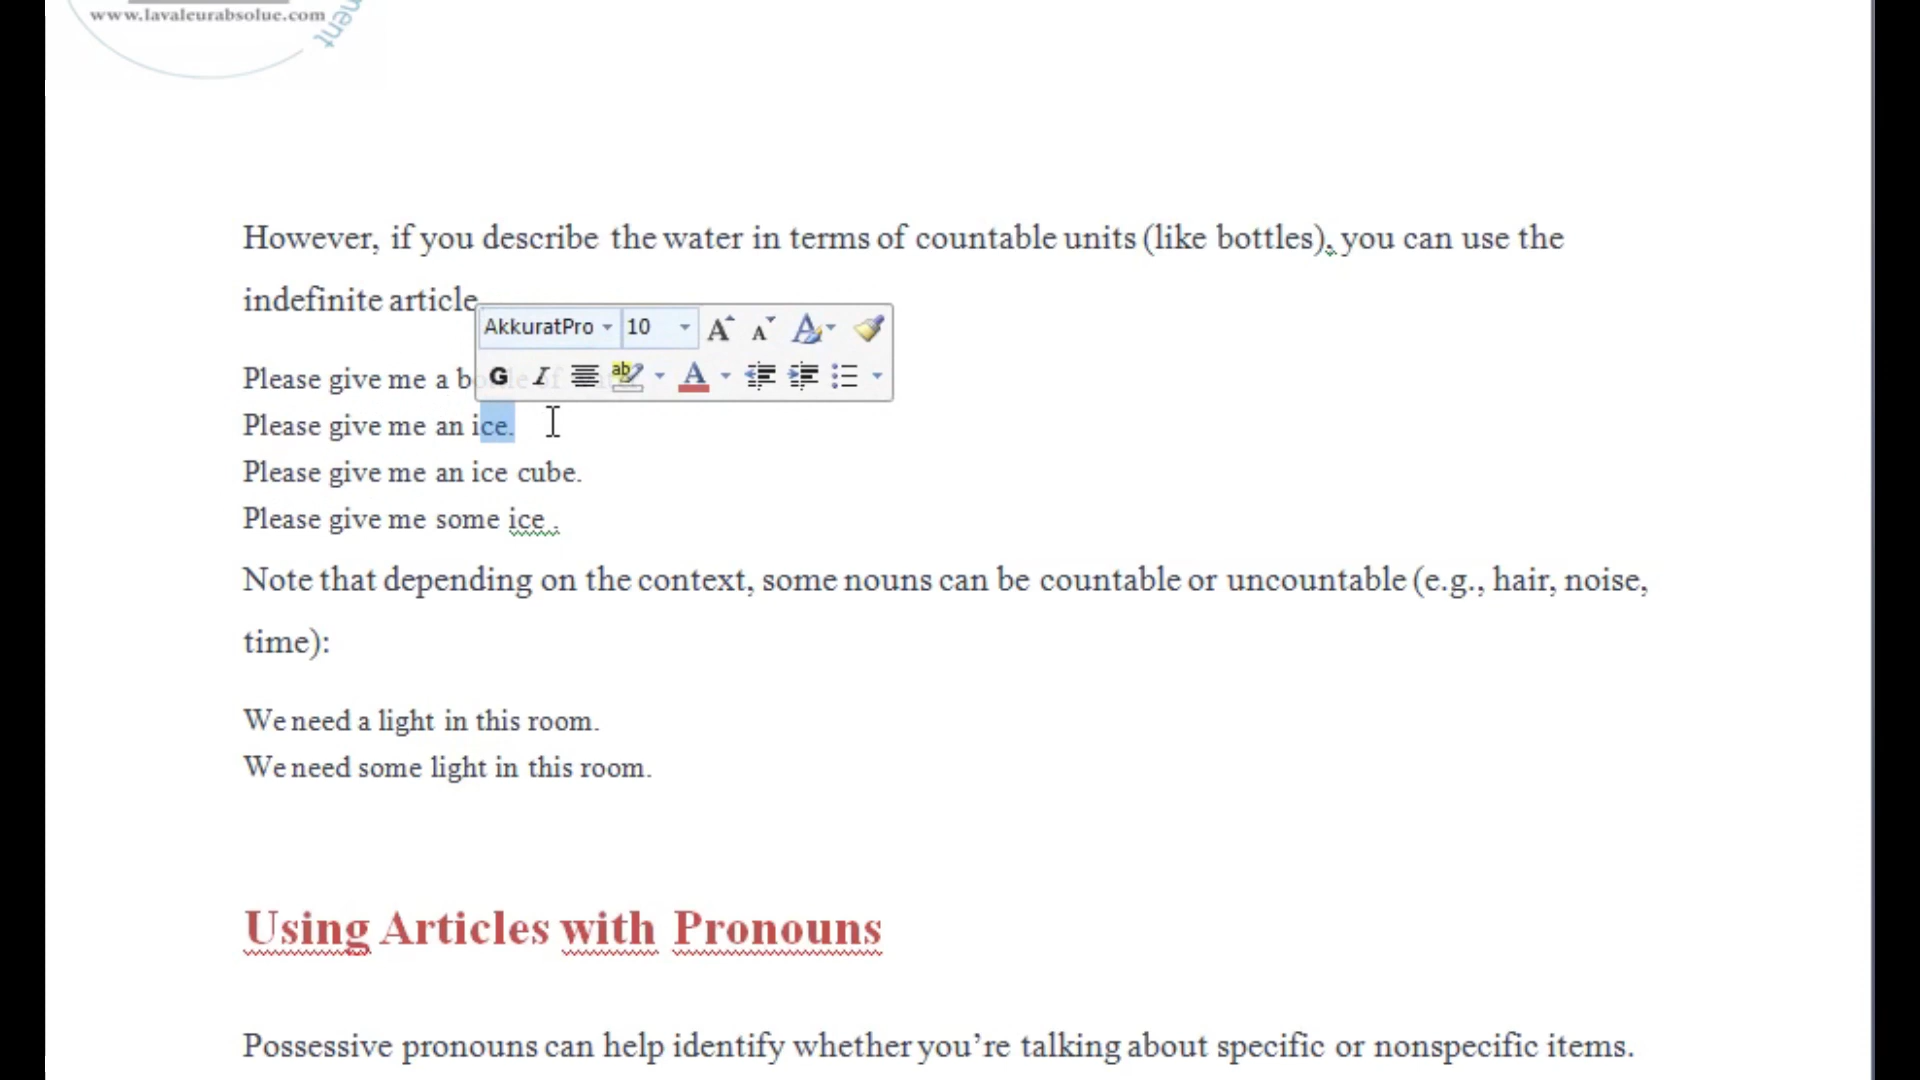 www.lavaleurabsolue.com
ment
However, if you describe the water in terms of countable units (like bottles), you can use the
indefinite article
AkkuratPro 10
G I
Please give me a bottle of
Please give me an ice.
Please give me an ice cube.
Please give me some ice .
Note that depending on the context, some nouns can be countable or uncountable (e.g., hair, noise,
time):
We need a light in this room.
We need some light in this room.
Using Articles with Pronouns
Possessive pronouns can help identify whether you’re talking about specific or nonspecific items.